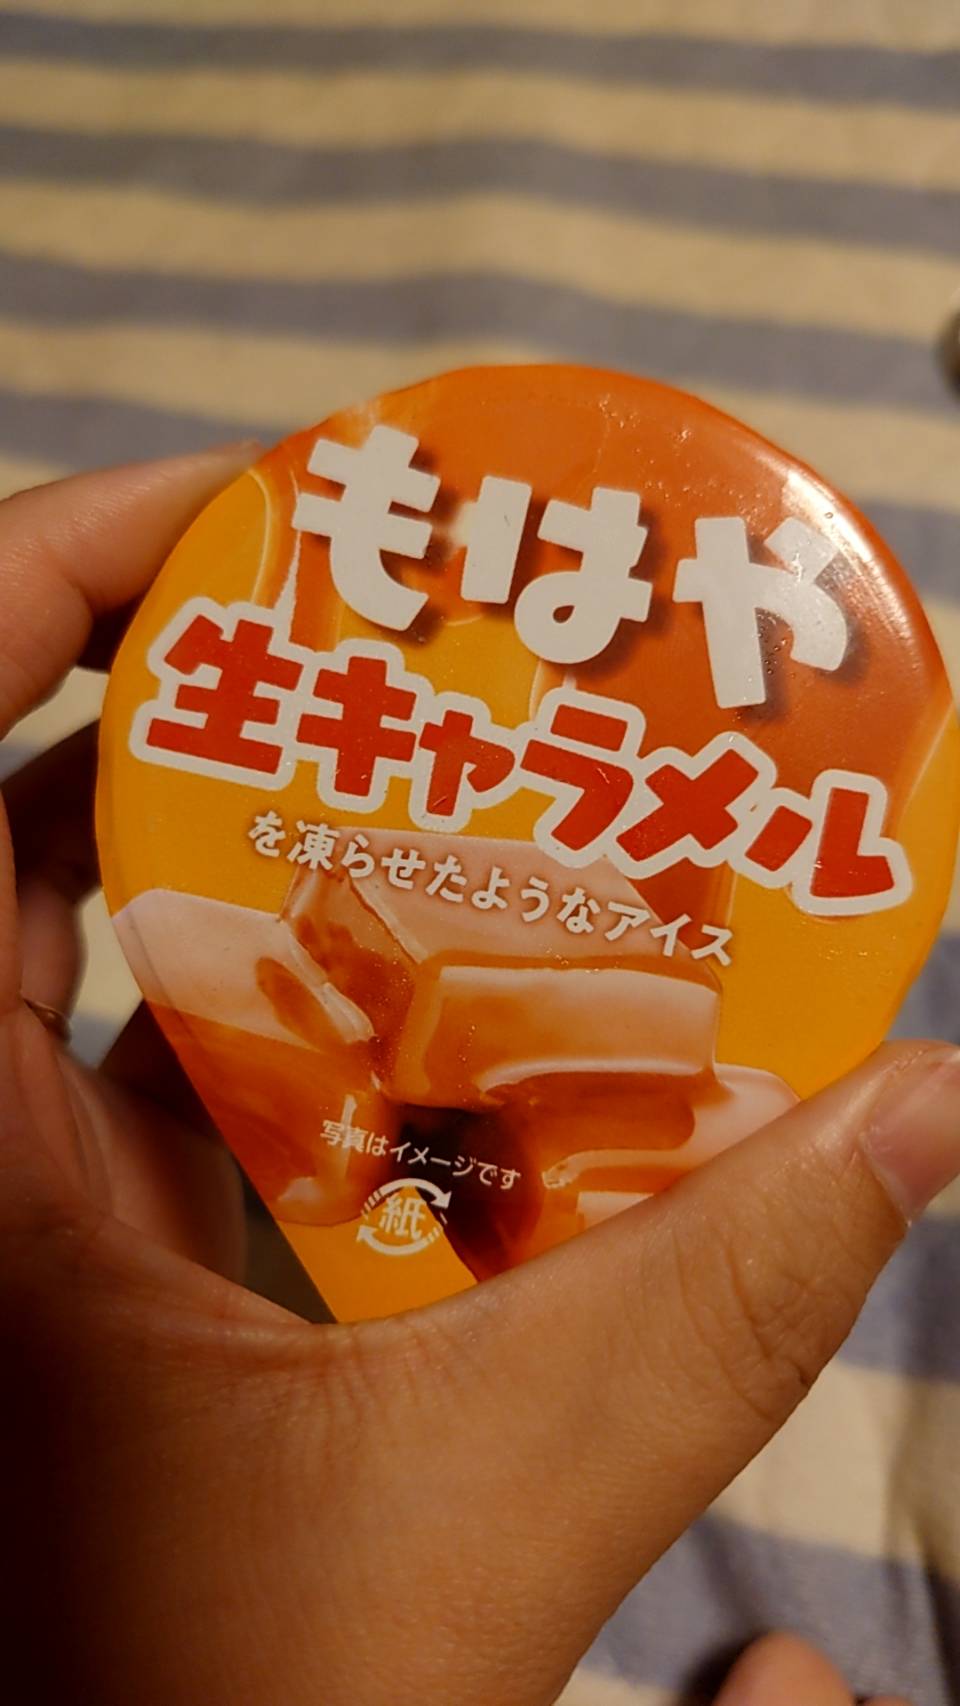 もはや
生キャラメル
を凍らせたようなアイス
写真はイメージです
紙